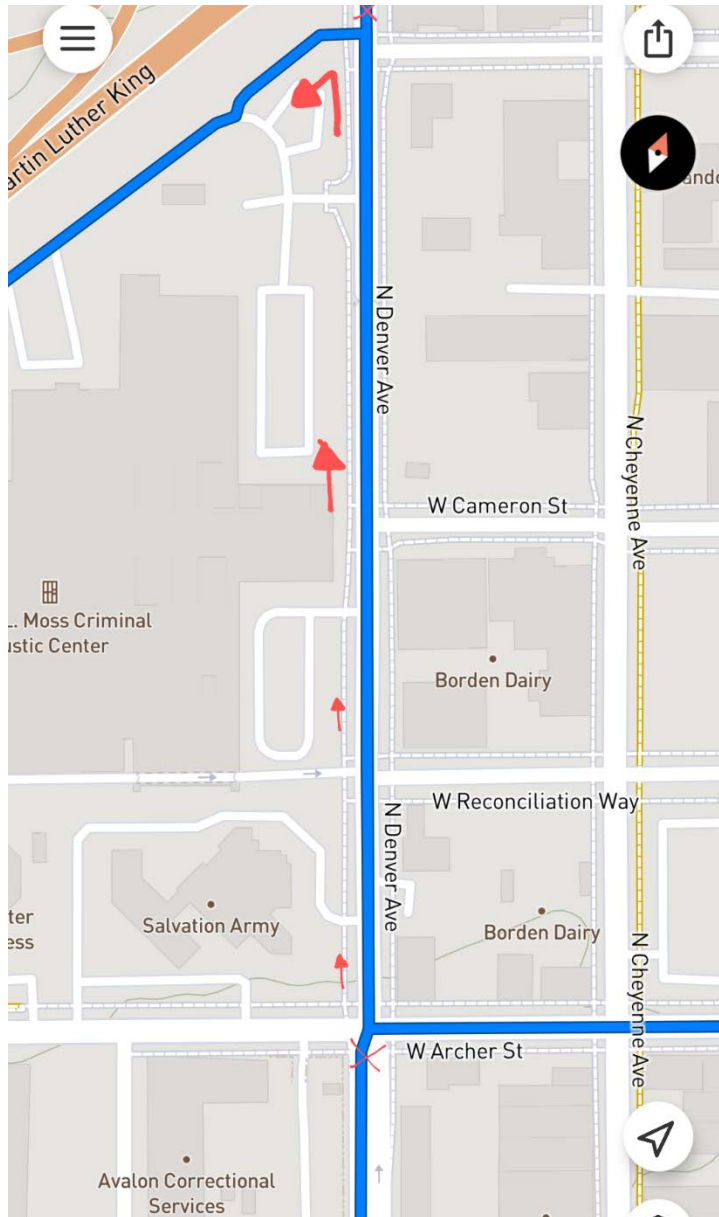 artin Luther King
ando
N Denver Ave
N Cheyenne Ave
W Cameron St
L. Moss Criminal
ustic Center
Borden Dairy
W Reconciliation Way
N Denver Ave
Salvation Army
Borden Dairy
ter
ess
N Cheyenne Ave
W Archer St
Avalon Correctional
Services